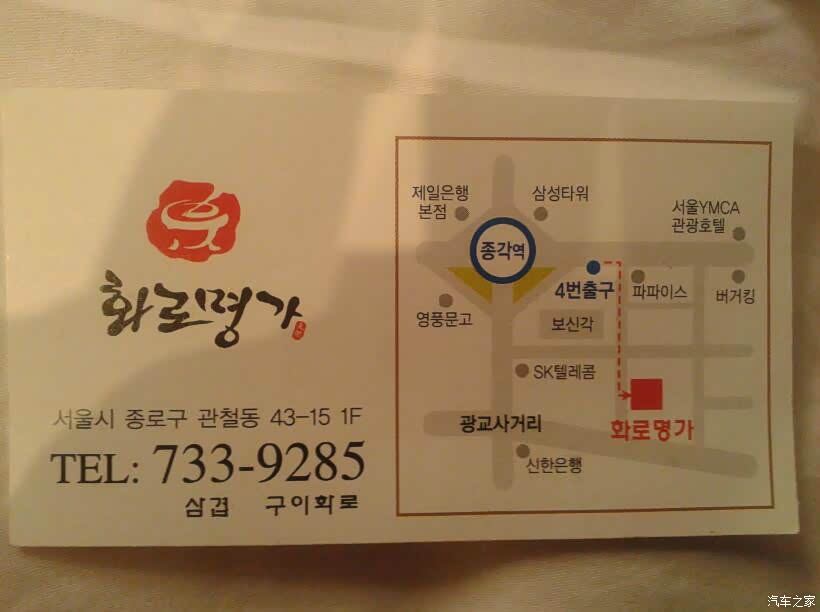 화로명가
서울시 종로구 관철동 43-15 1F
TEL: 733-9285
삼겹 구이화로
제일은행
본점
삼성타워
서울YMCA
관광호텔
종각역
4번출구
파파이스
버거킹
영풍문고
보신각
SK텔레콤
광교사거리
화로명가
신한은행
汽车之家